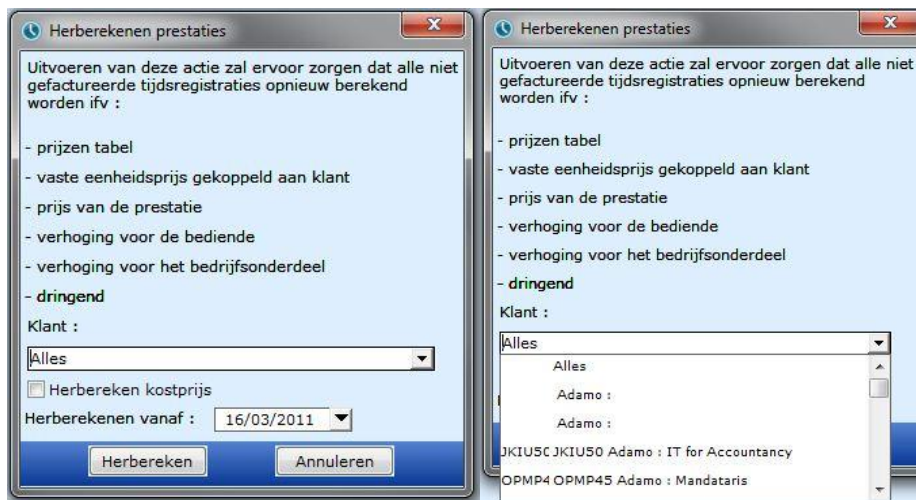 Herberekenen prestaties
Uitvoeren van deze actie zal ervoor zorgen dat alle niet
gefactureerde tijdsregistraties opnieuw berekend
worden ifv :
- prijzen tabel
- vaste eenheidsprijs gekoppeld aan klant
- prijs van de prestatie
- verhoging voor de bediende
- verhoging voor het bedrijfsonderdeel
- dringend
Klant :
Alles
Herbereken kostprijs
Herberekenen vanaf : 16/03/2011
Herbereken Annuleren
Herberekenen prestaties
Uitvoeren van deze actie zal ervoor zorgen dat alle niet
gefactureerde tijdsregistraties opnieuw berekend
worden ifv :
- prijzen tabel
- vaste eenheidsprijs gekoppeld aan klant
- prijs van de prestatie
- verhoging voor de bediende
- verhoging voor het bedrijfsonderdeel
- dringend
Klant :
Alles
Alles
Adamo :
Adamo :
JKIU5C JKIU50 Adamo : IT for Accountancy
OPMP4 OPMP45 Adamo : Mandataris